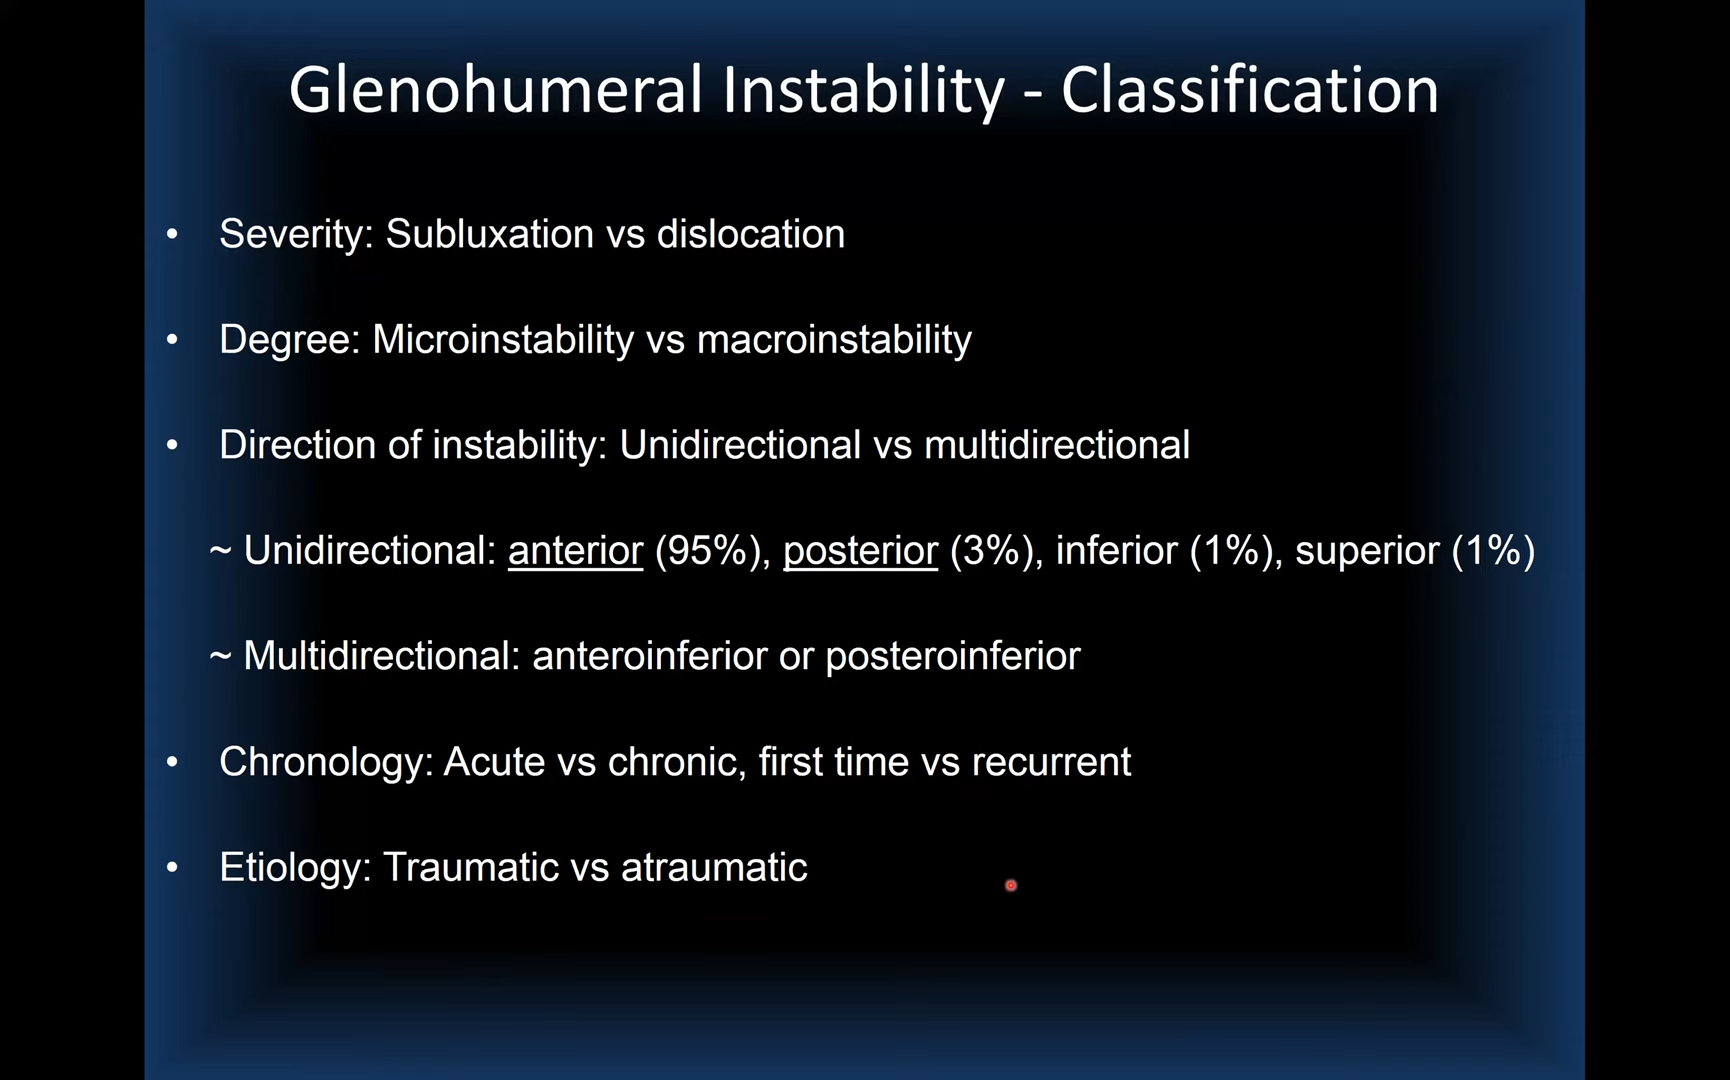 Glenohumeral Instability - Classification
• Severity: Subluxation vs dislocation
• Degree: Microinstability vs macroinstability
• Direction of instability: Unidirectional vs multidirectional
~ Unidirectional: anterior (95%), posterior (3%), inferior (1%), superior (1%)
~ Multidirectional: anteroinferior or posteroinferior
• Chronology: Acute vs chronic, first time vs recurrent
• Etiology: Traumatic vs atraumatic